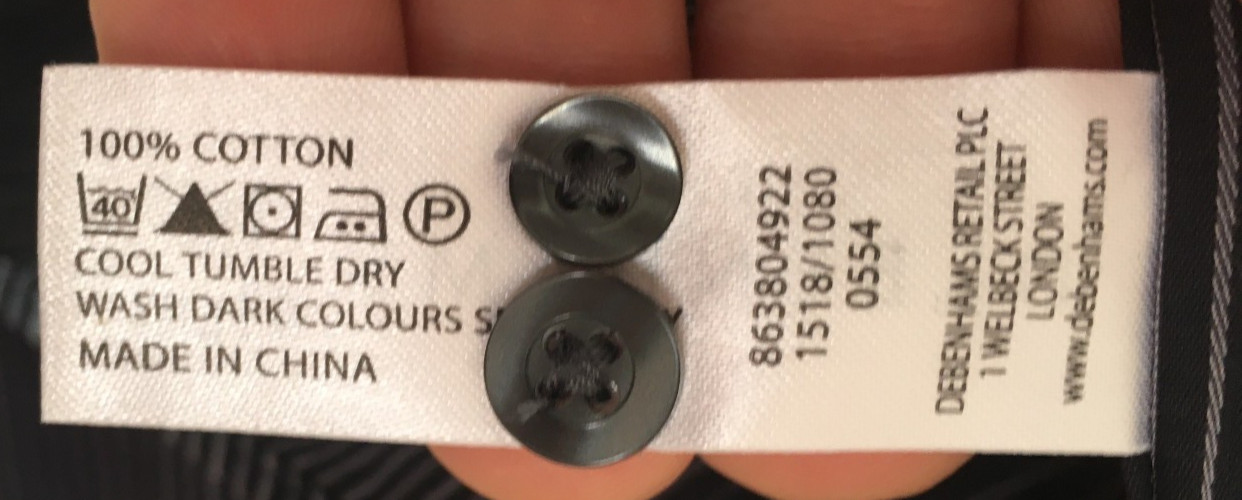 100% COTTON
40 P
COOL TUMBLE DRY
WASH DARK COLOURS
MADE IN CHINA
8638804922
1518/1080
0554
DEBENHAMS RETAIL PLC
1 WELBECK STREET
LONDON
www.debenhams.com